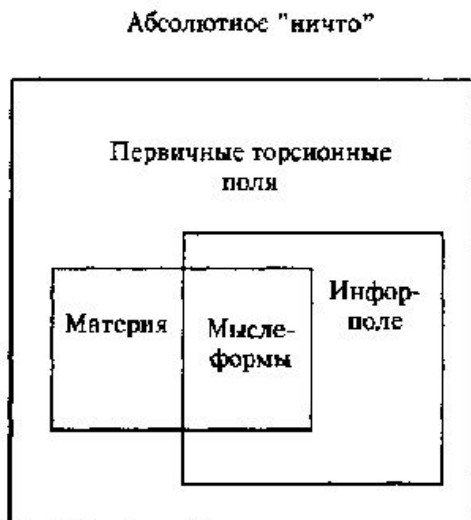 Абсолютное "ничто"
Первичные торсионные
поля
Материя
Мысле-
формы
Инфор-
поле